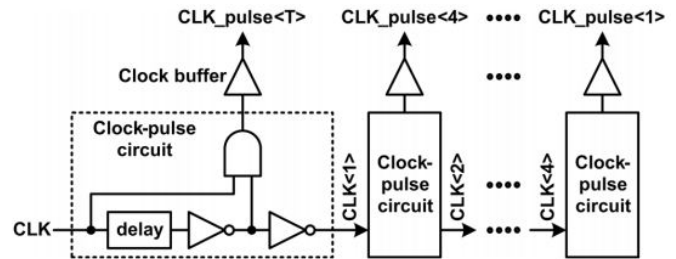 CLK_pulse<T> CLK_pulse<4> CLK_pulse<1>
Clock buffer
Clock-pulse
circuit
CLK
delay
CLK<1>
Clock-
pulse
circuit
CLK<2>
CLK<4>
Clock-
pulse
circuit